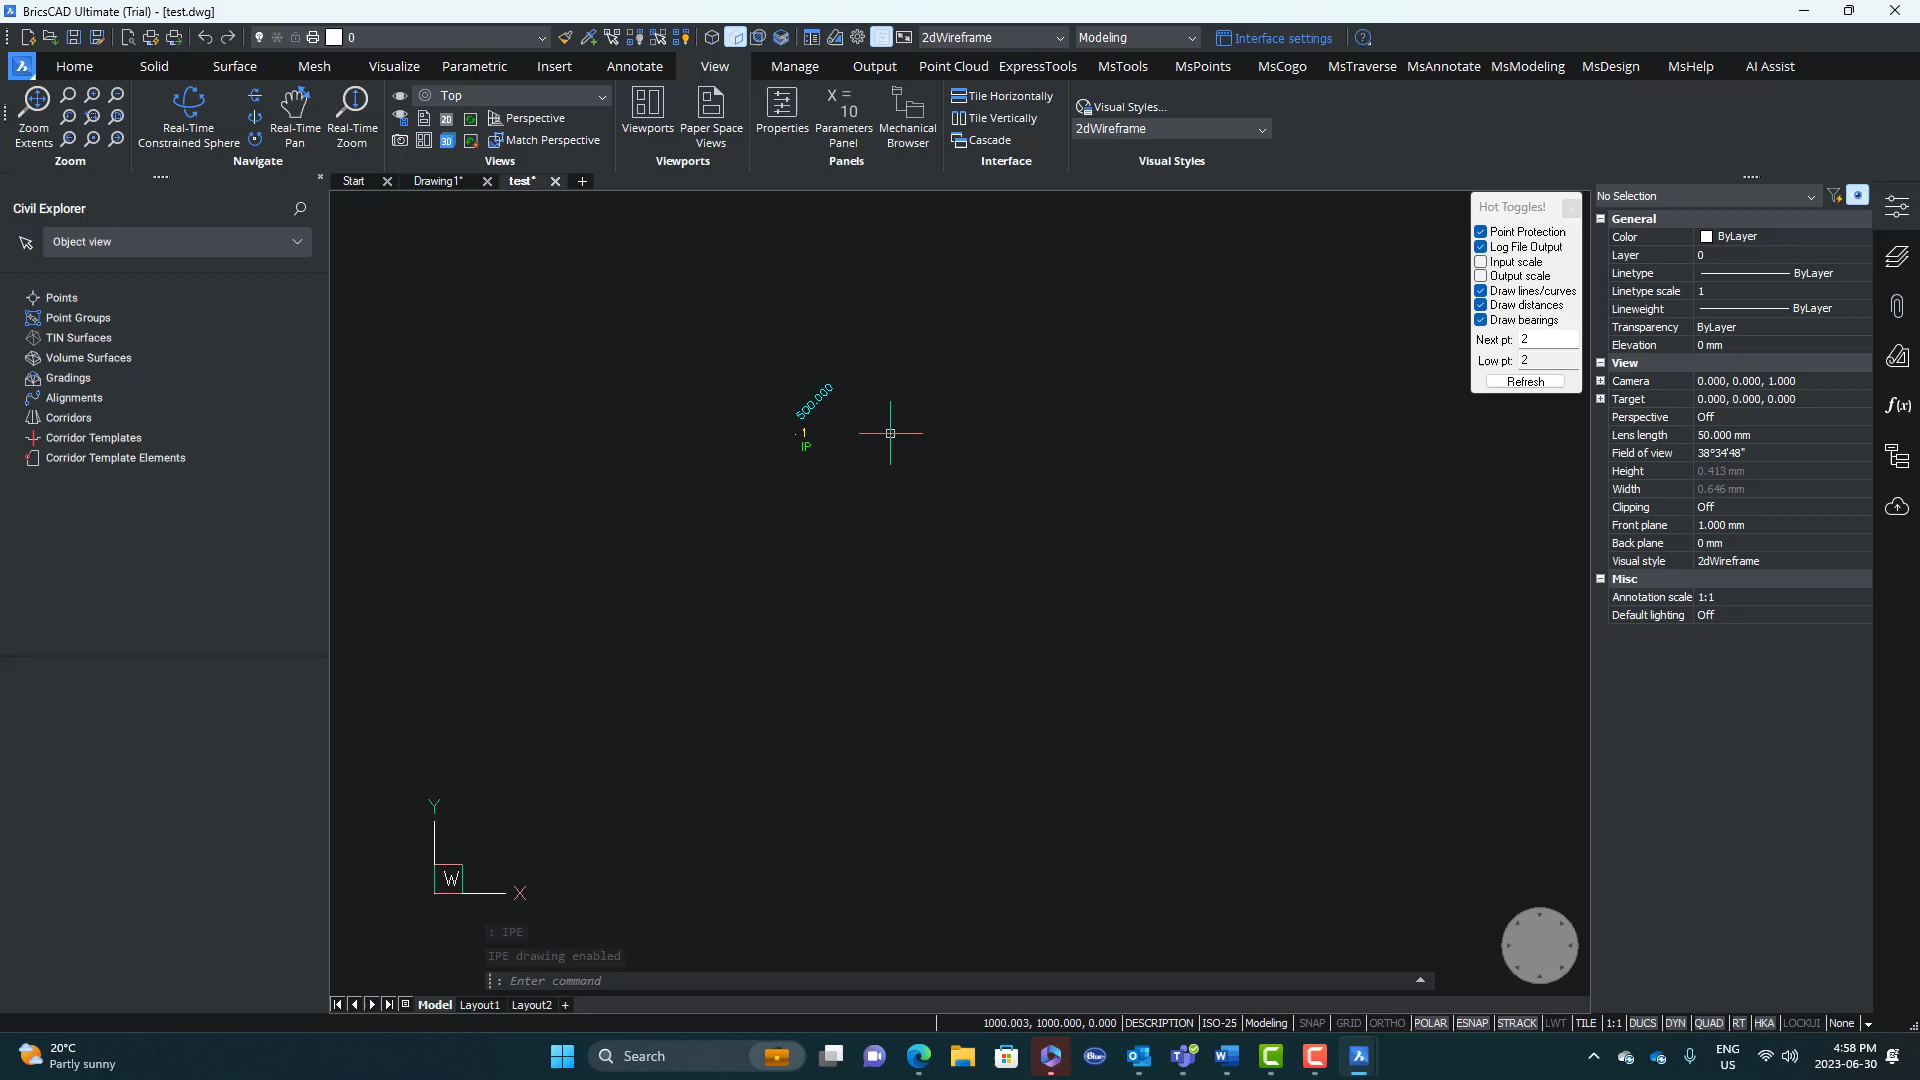 BricsCAD Ultimate (Trial) - [test.dwg]
0
2dWireframe
Modeling
Interface settings
Home
Solid
Surface
Mesh
Visualize
Parametric
Insert
Annotate
View
Manage
Output
Point Cloud
ExpressTools
MsTools
MsPoints
MsCogo
MsTraverse
MsAnnotate
MsModeling
MsDesign
MsHelp
AI Assist
Zoom
Extents
Zoom
Real-Time
Constrained Sphere
Real-Time
Pan
Real-Time
Zoom
Navigate
Top
2D
Perspective
3D
Match Perspective
Views
Viewports
Paper Space
Views
Viewports
Properties
X =
10
Parameters
Panel
Mechanical
Browser
Panels
Tile Horizontally
Tile Vertically
Cascade
Interface
Visual Styles...
2dWireframe
Visual Styles
Start
Drawing1*
test*
Civil Explorer
Object view
Points
Point Groups
TIN Surfaces
Volume Surfaces
Gradings
Alignments
Corridors
Corridor Templates
Corridor Template Elements
500.000
1
IP
Y
W
X
Hot Toggles!
Point Protection
Log File Output
Input scale
Output scale
Draw lines/curves
Draw distances
Draw bearings
Next pt: 2
Low pt: 2
Refresh
No Selection
General
Color ByLayer
Layer 0
Linetype ByLayer
Linetype scale 1
Lineweight ByLayer
Transparency ByLayer
Elevation 0 mm
View
Camera 0.000, 0.000, 1.000
Target 0.000, 0.000, 0.000
Perspective Off
Lens length 50.000 mm
Field of view 38°34'48"
Height 0.413 mm
Width 0.646 mm
Clipping Off
Front plane 1.000 mm
Back plane 0 mm
Visual style 2dWireframe
Misc
Annotation scale 1:1
Default lighting Off
f(x)
: IPE
IPE drawing enabled
: Enter command
Model Layout1 Layout2 +
1000.003, 1000.000, 0.000 DESCRIPTION ISO-25 Modeling SNAP GRID ORTHO POLAR ESNAP STRACK LWT TILE 1:1 DUCS DYN QUAD RT HKA LOCKUI None
20°C
Partly sunny
Search
Blue
ENG
US
4:58 PM
2023-06-30